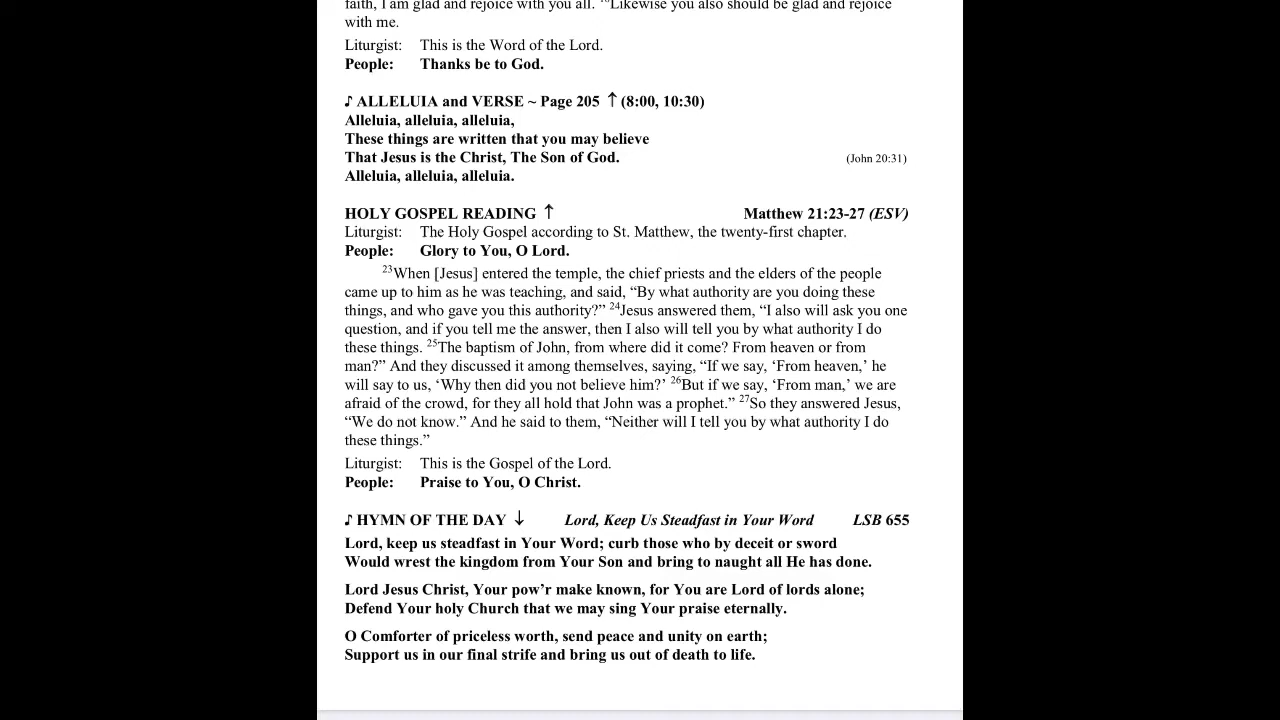 faith, I am glad and rejoice with you all. 18Likewise you also should be glad and rejoice
with me.
Liturgist: This is the Word of the Lord.
People: Thanks be to God.
♪ ALLELUIA and VERSE ~ Page 205 ↑ (8:00, 10:30)
Alleluia, alleluia, alleluia,
These things are written that you may believe
That Jesus is the Christ, The Son of God. (John 20:31)
Alleluia, alleluia, alleluia.
HOLY GOSPEL READING ↑ Matthew 21:23-27 (ESV)
Liturgist: The Holy Gospel according to St. Matthew, the twenty-first chapter.
People: Glory to You, O Lord.
23When [Jesus] entered the temple, the chief priests and the elders of the people
came up to him as he was teaching, and said, “By what authority are you doing these
things, and who gave you this authority?” 24Jesus answered them, “I also will ask you one
question, and if you tell me the answer, then I also will tell you by what authority I do
these things. 25The baptism of John, from where did it come? From heaven or from
man?” And they discussed it among themselves, saying, “If we say, ‘From heaven,’ he
will say to us, ‘Why then did you not believe him?’ 26But if we say, ‘From man,’ we are
afraid of the crowd, for they all hold that John was a prophet.” 27So they answered Jesus,
“We do not know.” And he said to them, “Neither will I tell you by what authority I do
these things.”
Liturgist: This is the Gospel of the Lord.
People: Praise to You, O Christ.
♪ HYMN OF THE DAY ↓ Lord, Keep Us Steadfast in Your Word LSB 655
Lord, keep us steadfast in Your Word; curb those who by deceit or sword
Would wrest the kingdom from Your Son and bring to naught all He has done.
Lord Jesus Christ, Your pow’r make known, for You are Lord of lords alone;
Defend Your holy Church that we may sing Your praise eternally.
O Comforter of priceless worth, send peace and unity on earth;
Support us in our final strife and bring us out of death to life.